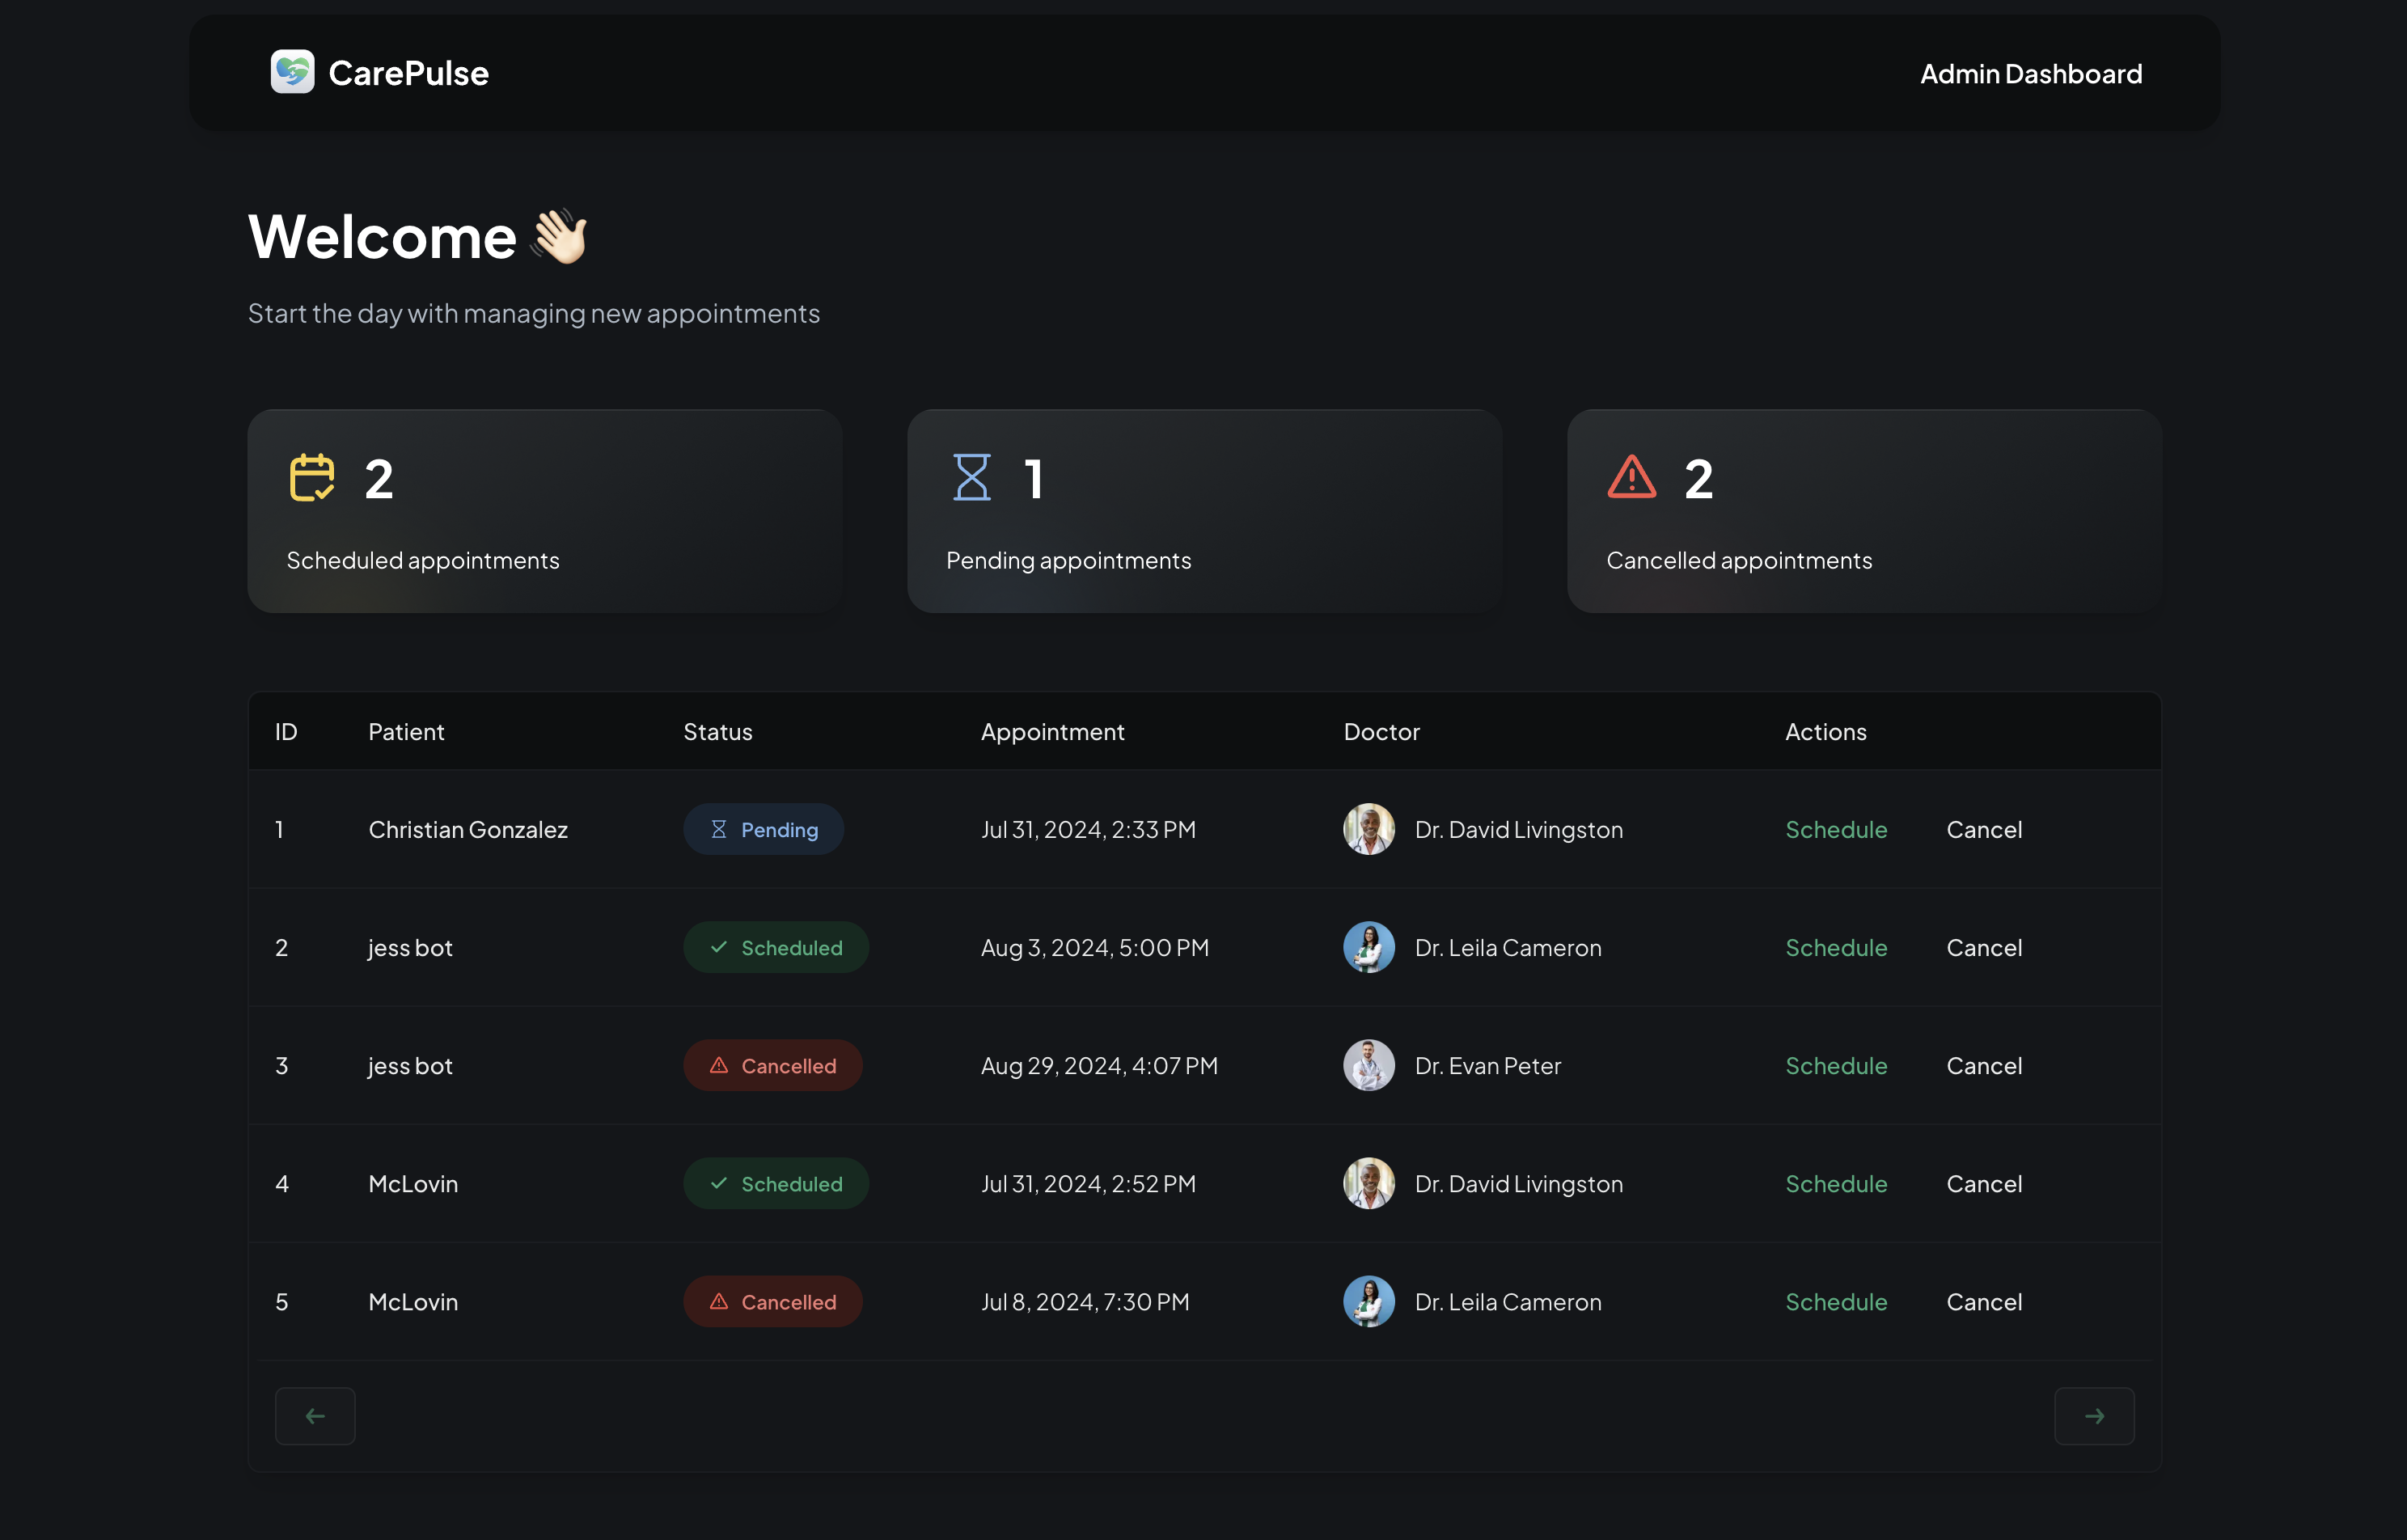 CarePulse
Admin Dashboard
Welcome 👋🏻
Start the day with managing new appointments
2
Scheduled appointments
1
Pending appointments
2
Cancelled appointments
ID Patient Status Appointment Doctor Actions
1 Christian Gonzalez Pending Jul 31, 2024, 2:33 PM Dr. David Livingston Schedule Cancel
2 jess bot Scheduled Aug 3, 2024, 5:00 PM Dr. Leila Cameron Schedule Cancel
3 jess bot Cancelled Aug 29, 2024, 4:07 PM Dr. Evan Peter Schedule Cancel
4 McLovin Scheduled Jul 31, 2024, 2:52 PM Dr. David Livingston Schedule Cancel
5 McLovin Cancelled Jul 8, 2024, 7:30 PM Dr. Leila Cameron Schedule Cancel